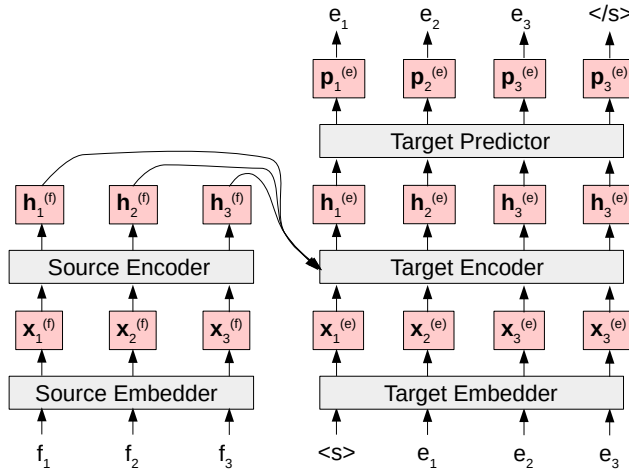 e1 e2 e3 </s>
p1(e) p2(e) p3(e) p3(e)
Target Predictor
h1(f) h2(f) h3(f) h1(e) h2(e) h3(e) h3(e)
Source Encoder Target Encoder
x1(f) x2(f) x3(f) x1(e) x2(e) x3(e) x3(e)
Source Embedder Target Embedder
f1 f2 f3 <s> e1 e2 e3